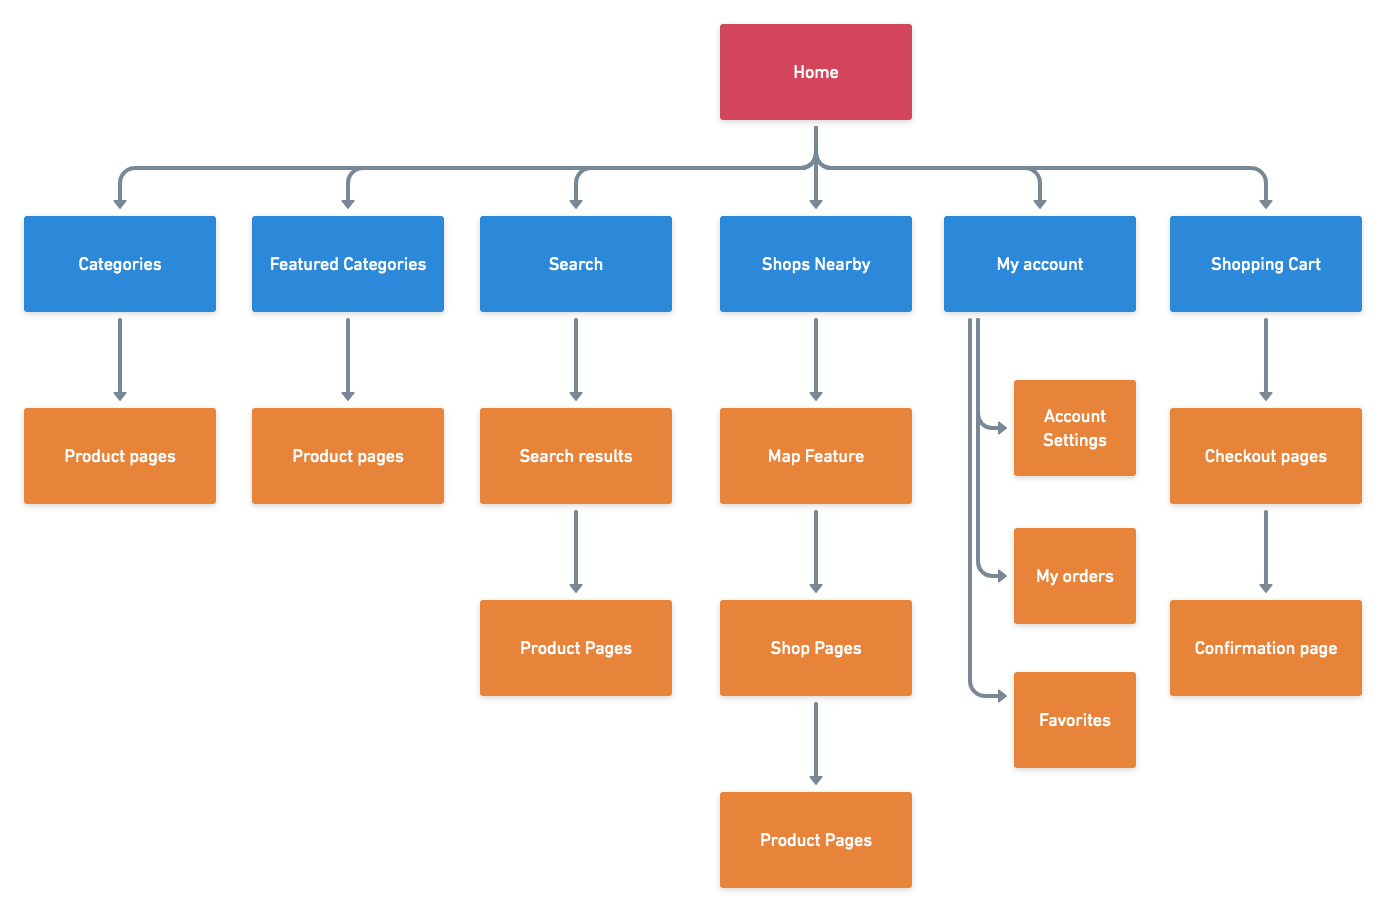 Home
Categories
Featured Categories
Search
Shops Nearby
My account
Shopping Cart
Product pages
Product pages
Search results
Map Feature
Account
Settings
Checkout pages
My orders
Product Pages
Shop Pages
Confirmation page
Favorites
Product Pages